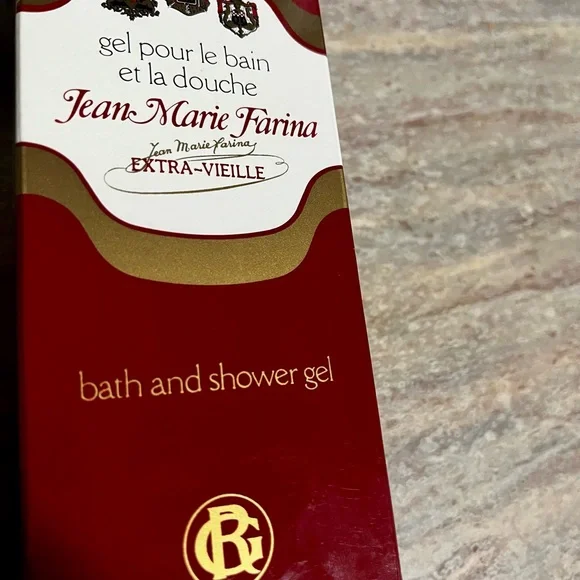 gel pour le bain
et la douche
Jean Marie Farina
Jean Marie Farina
EXTRA-VIEILLE
bath and shower gel
RG